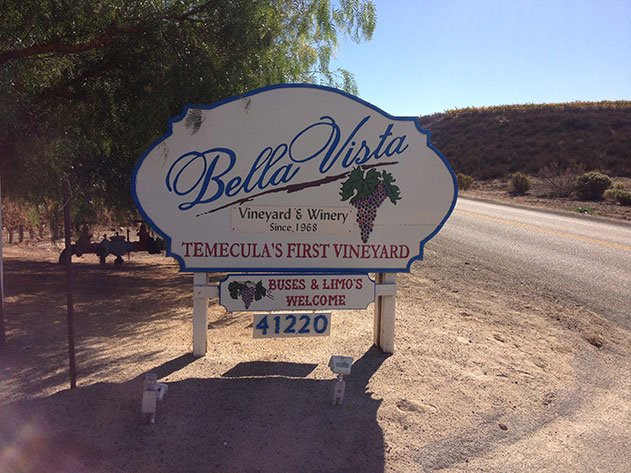 Bella Vista
Vineyard & Winery
Since, 1968
TEMECULA'S FIRST VINEYARD
BUSES & LIMO'S
WELCOME
41220